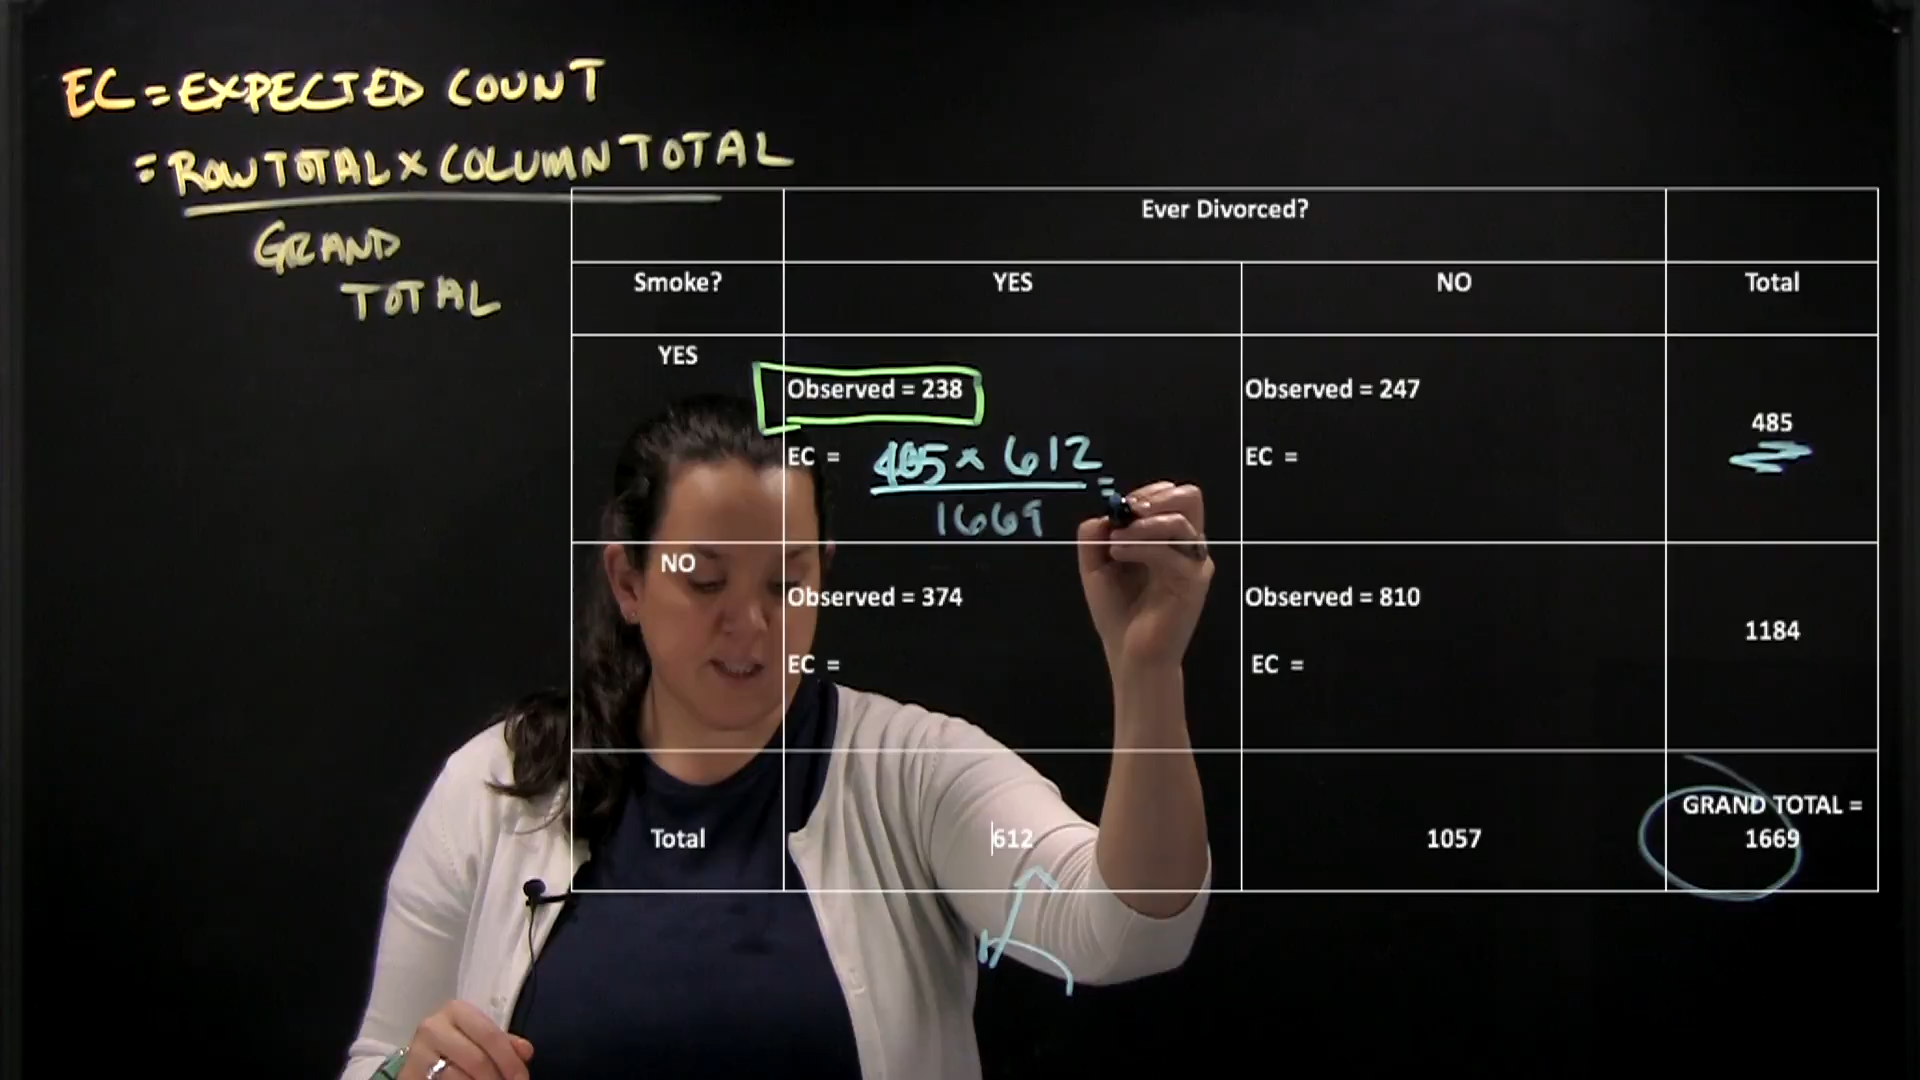 EC = EXPECTED COUNT
= ROW TOTAL x COLUMN TOTAL
GRAND
TOTAL
Ever Divorced?
Smoke? YES NO Total
YES
Observed = 238 Observed = 247
485
EC = 485 x 612 = EC =
1669
NO
Observed = 374 Observed = 810
1184
EC = EC =
GRAND TOTAL =
Total 612 1057 1669